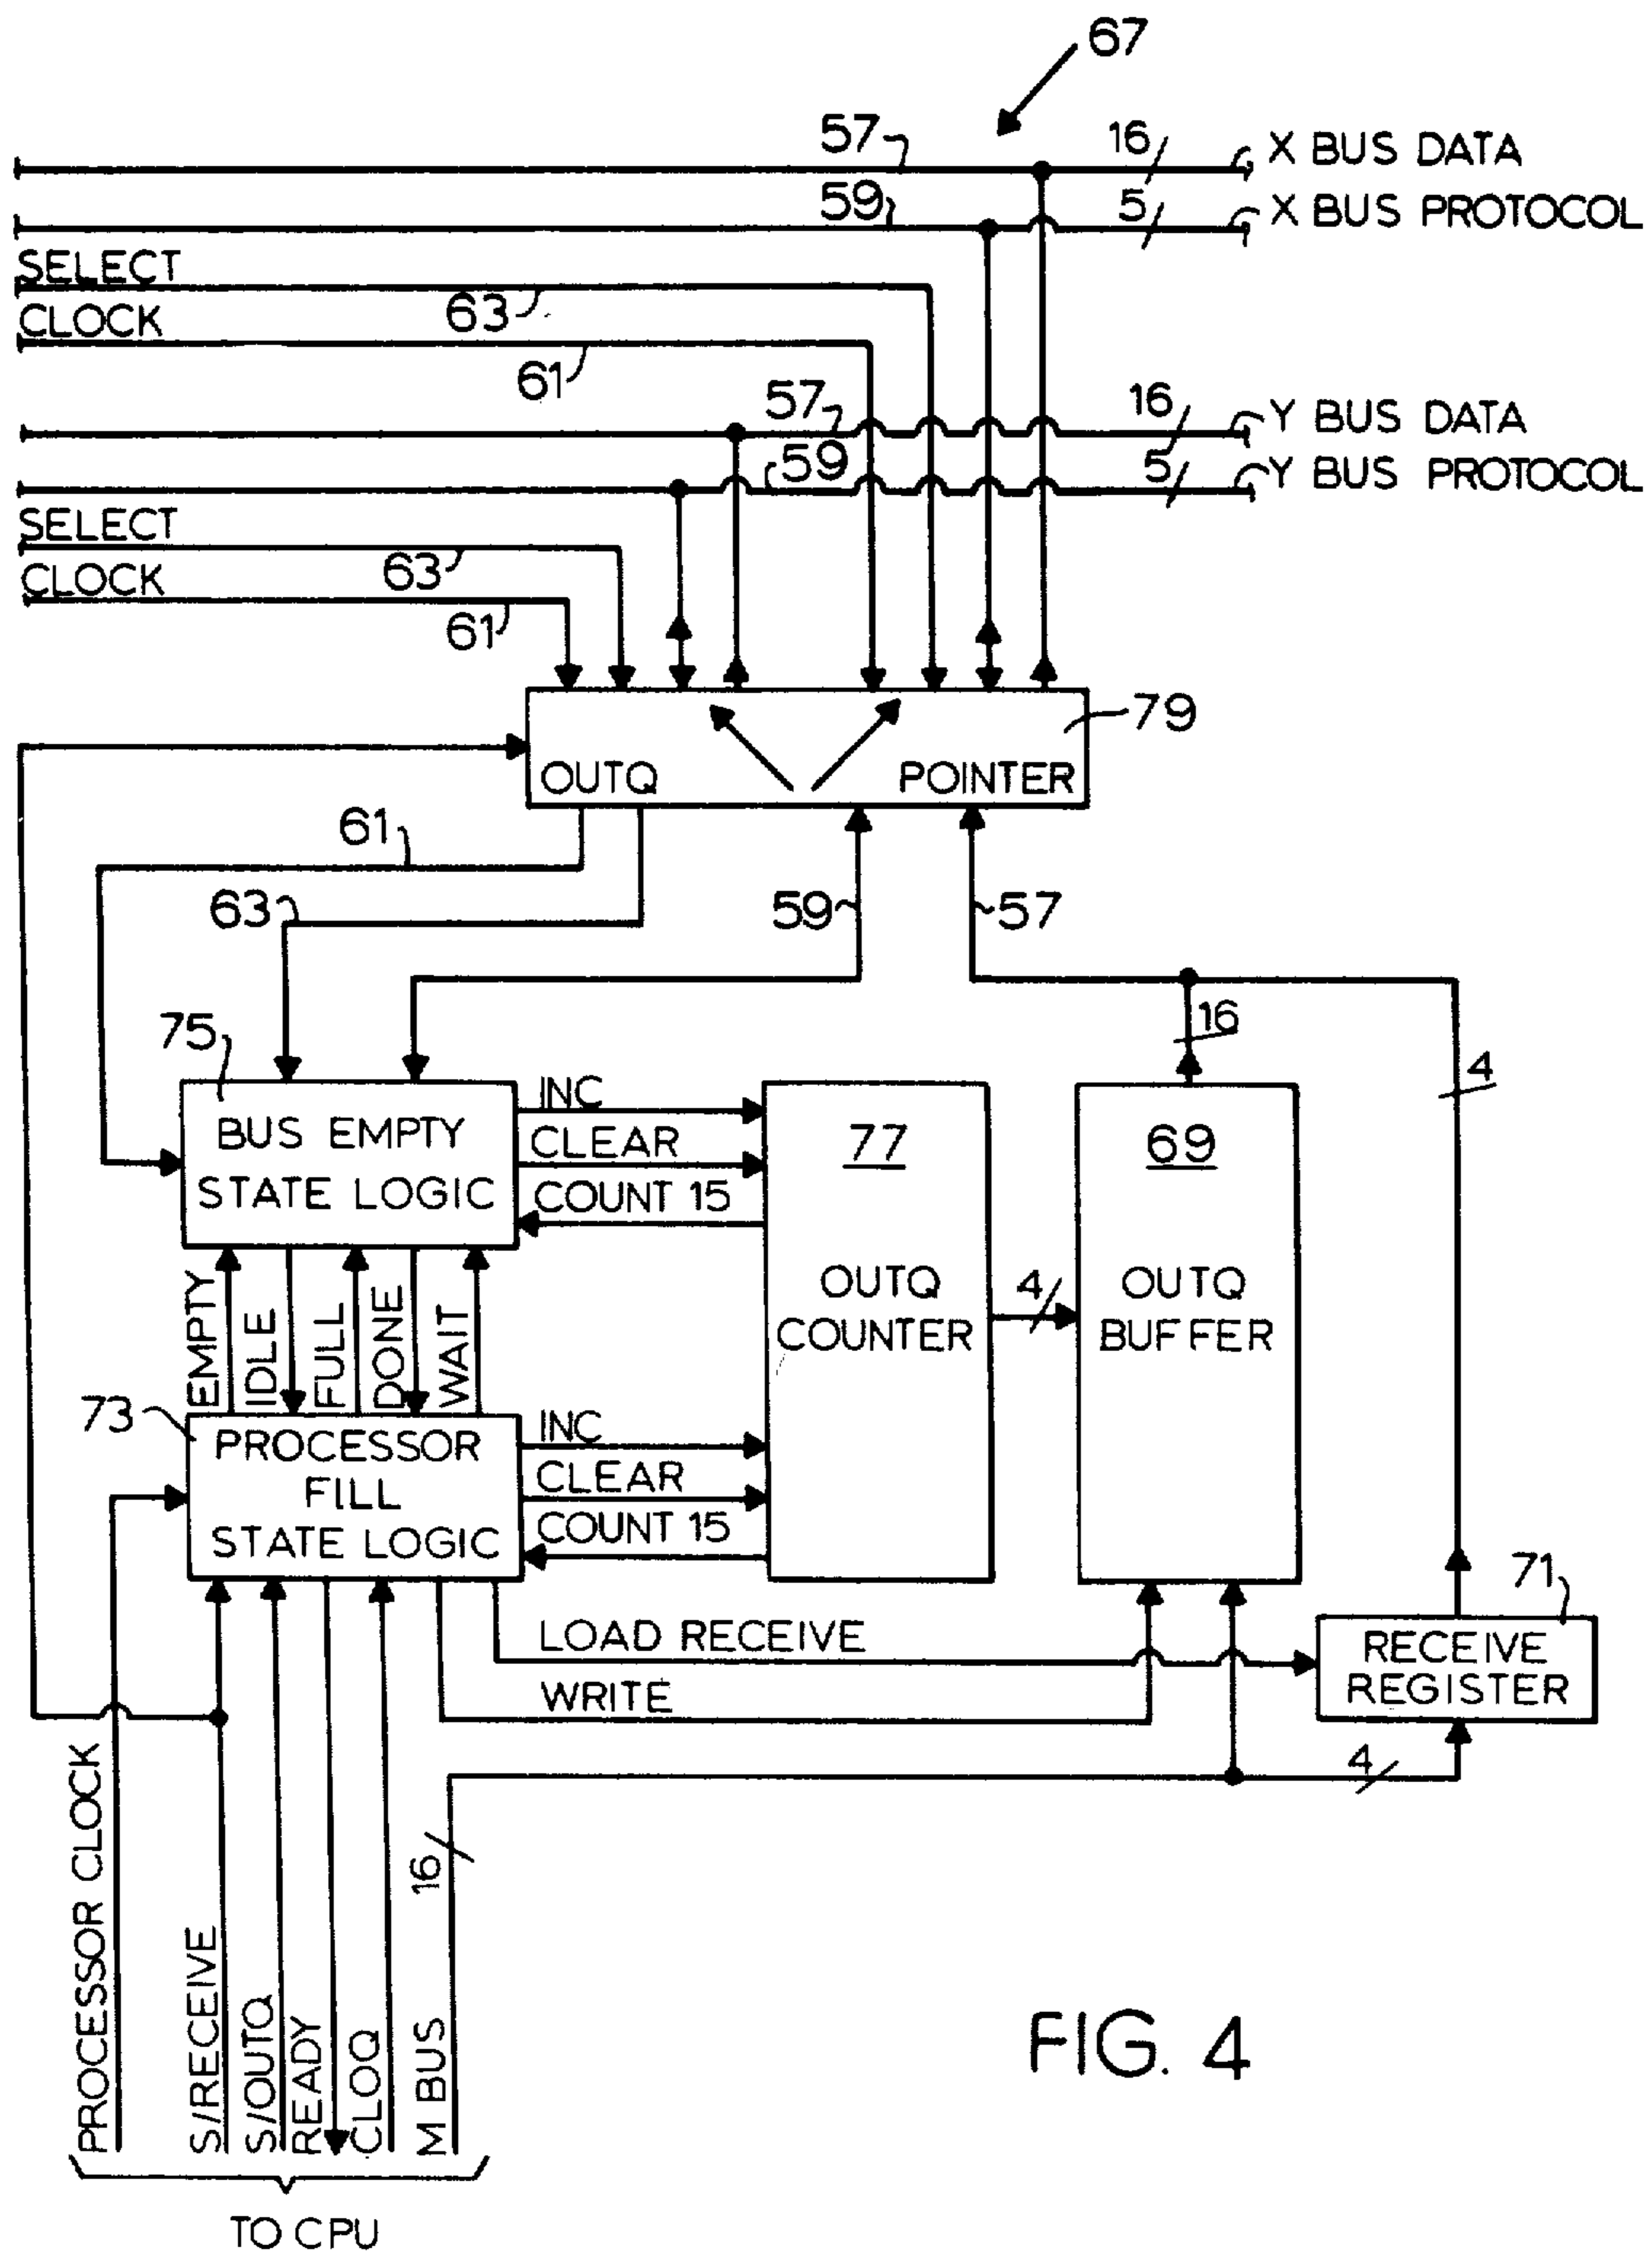 67
57
16
X BUS DATA
59
5
X BUS PROTOCOL
SELECT
63
CLOCK
61
57
16
Y BUS DATA
59
5
Y BUS PROTOCOL
SELECT
63
CLOCK
61
79
OUTQ
POINTER
61
63
59
57
16
4
75
BUS EMPTY
STATE LOGIC
INC
CLEAR
COUNT 15
77
OUTQ
COUNTER
4
69
OUTQ
BUFFER
EMPTY
IDLE
FULL
DONE
WAIT
73
PROCESSOR
FILL
STATE LOGIC
INC
CLEAR
COUNT 15
71
RECEIVE
REGISTER
LOAD RECEIVE
WRITE
4
16
PROCESSOR CLOCK
S/RECEIVE
S/OUTQ
READY
CLOQ
M BUS
TO CPU
FIG. 4